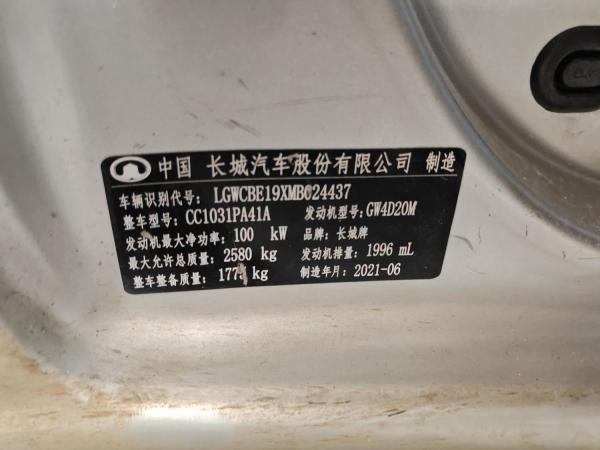 中国 长城汽车股份有限公司 制造
车辆识别代号: LGWCBE19XMB624437
整车型号: CC1031PA41A 发动机型号: GW4D20M
发动机最大净功率: 100 kW 品牌: 长城牌
最大允许总质量: 2580 kg 发动机排量: 1996 mL
整车整备质量: kg 制造年月: 2021-06